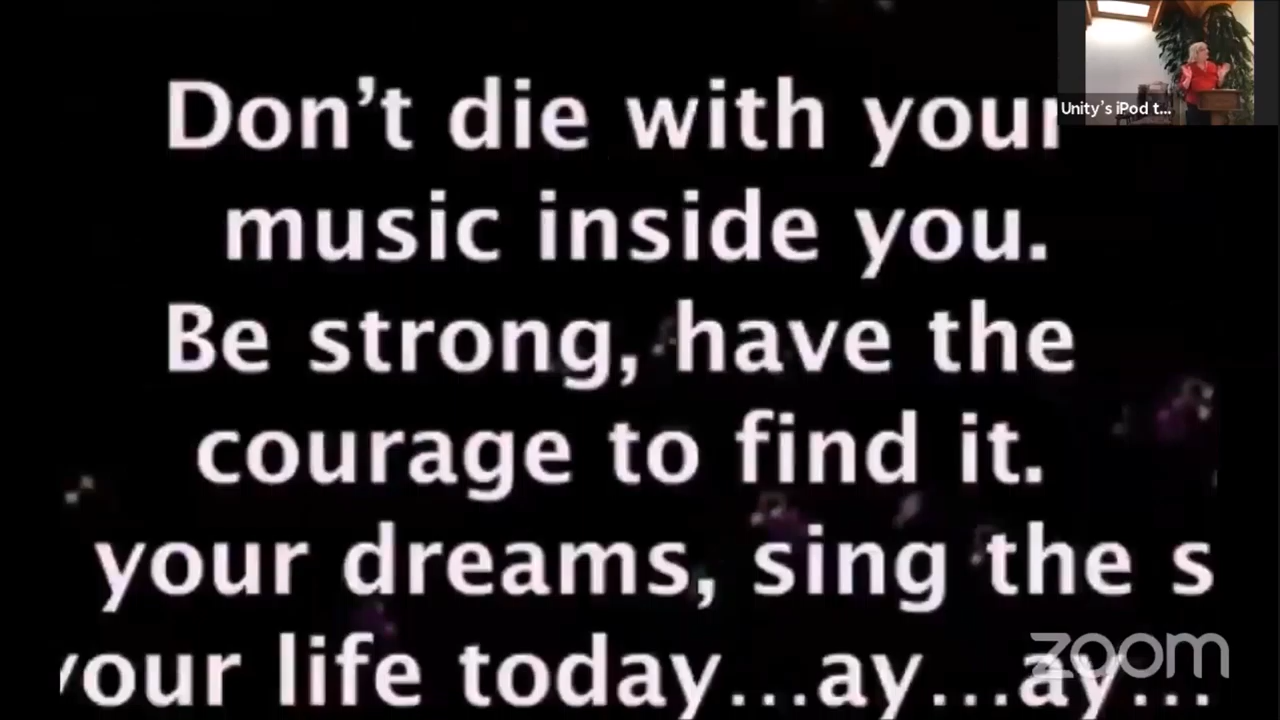 Don't die with your
music inside you.
Be strong, have the
courage to find it.
your dreams, sing the s
your life today...ay...ay...
Unity's iPod t...
zoom